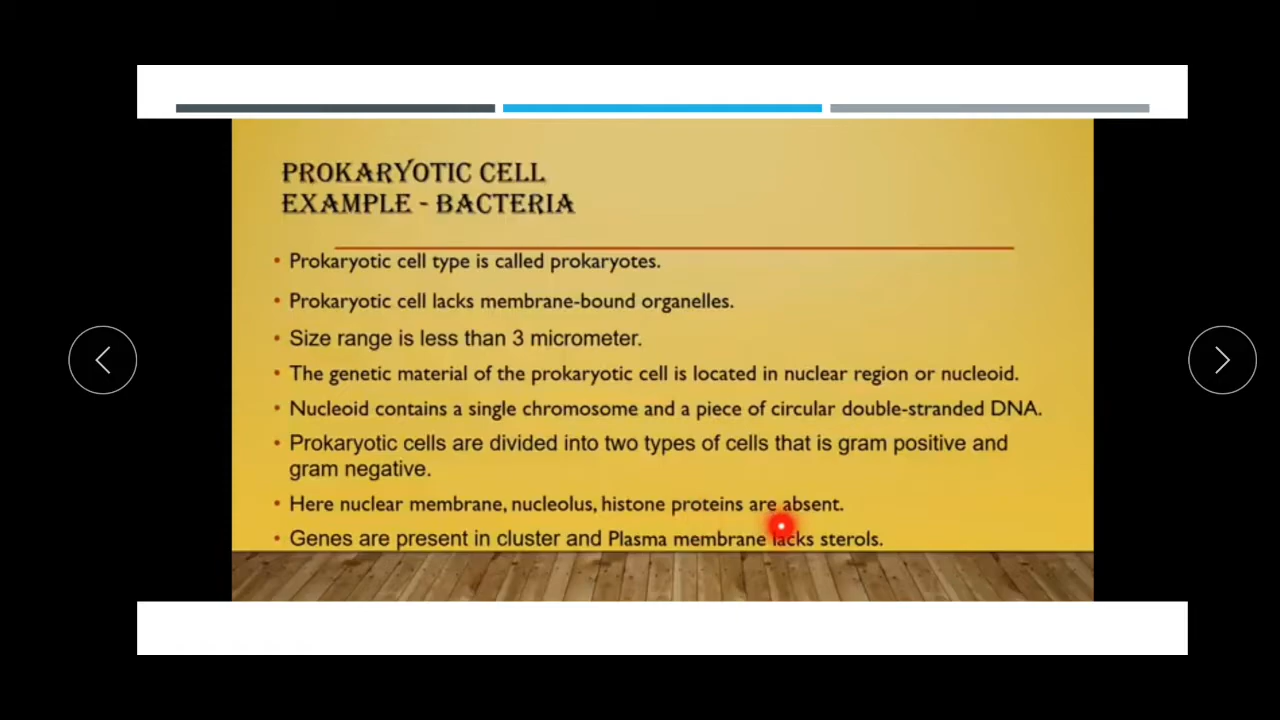 PROKARYOTIC CELL
EXAMPLE - BACTERIA
• Prokaryotic cell type is called prokaryotes.
• Prokaryotic cell lacks membrane-bound organelles.
• Size range is less than 3 micrometer.
• The genetic material of the prokaryotic cell is located in nuclear region or nucleoid.
• Nucleoid contains a single chromosome and a piece of circular double-stranded DNA.
• Prokaryotic cells are divided into two types of cells that is gram positive and
gram negative.
• Here nuclear membrane, nucleolus, histone proteins are absent.
• Genes are present in cluster and Plasma membrane lacks sterols.